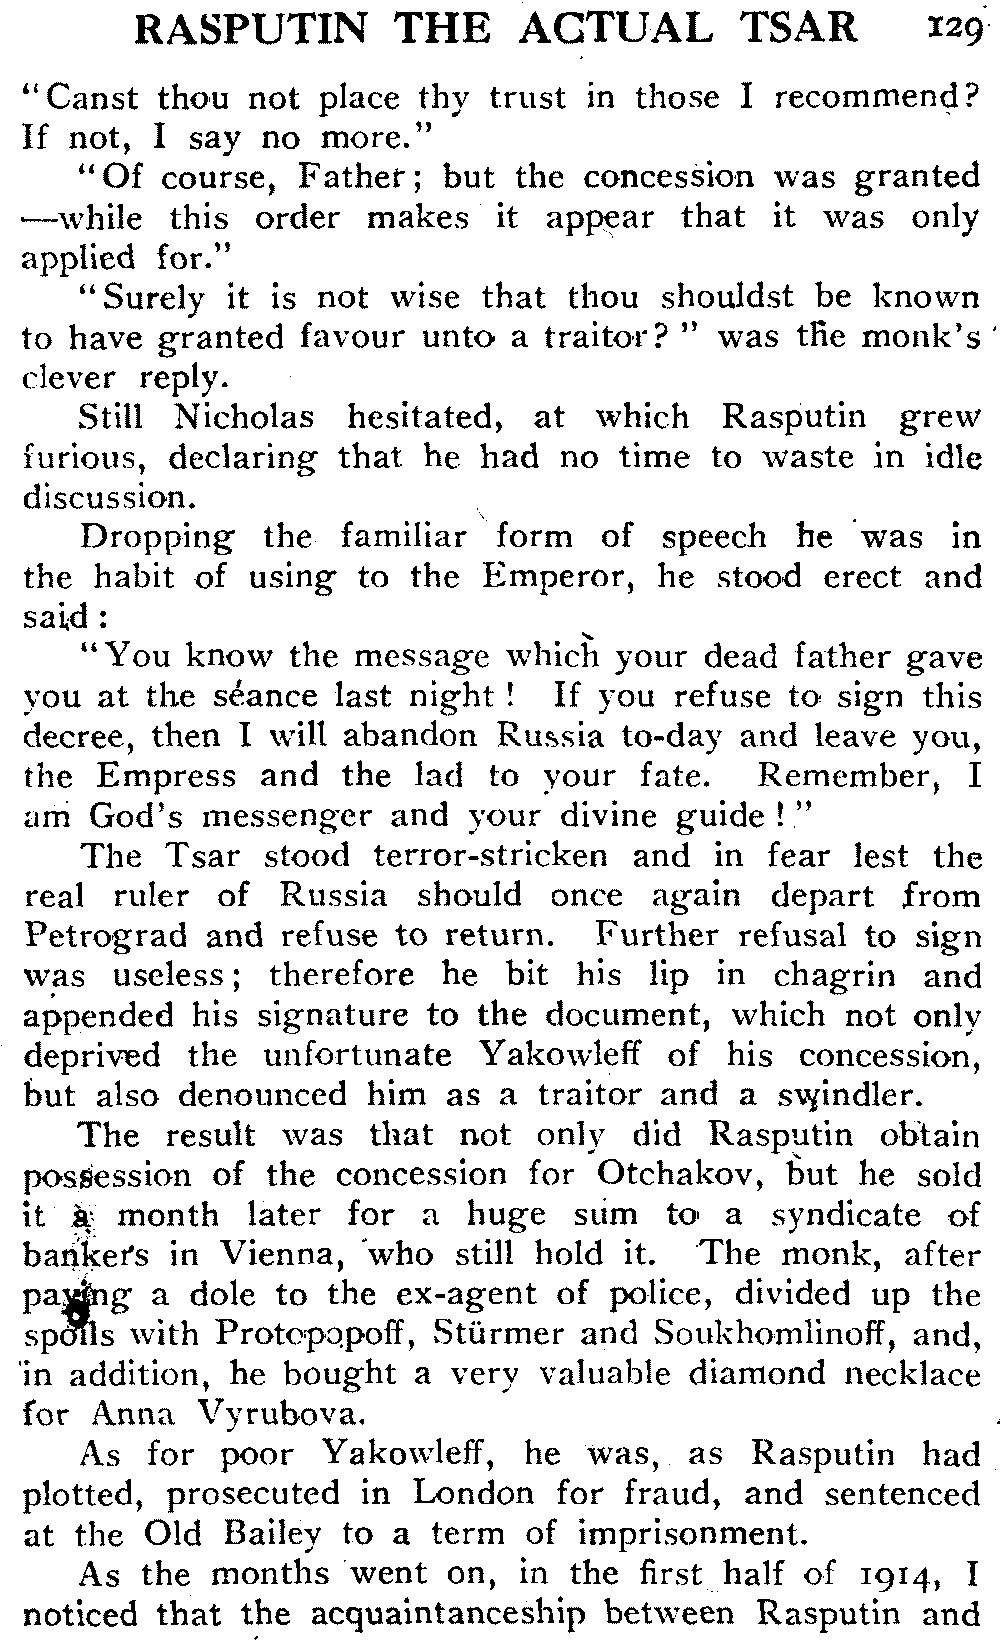 RASPUTIN THE ACTUAL TSAR 129
"Canst thou not place thy trust in those I recommend?
If not, I say no more."
"Of course, Father; but the concession was granted
—while this order makes it appear that it was only
applied for."
"Surely it is not wise that thou shouldst be known
to have granted favour unto a traitor?" was the monk's
clever reply.
Still Nicholas hesitated, at which Rasputin grew
furious, declaring that he had no time to waste in idle
discussion.
Dropping the familiar form of speech he was in
the habit of using to the Emperor, he stood erect and
said:
"You know the message which your dead father gave
you at the séance last night! If you refuse to sign this
decree, then I will abandon Russia to-day and leave you,
the Empress and the lad to your fate. Remember, I
am God's messenger and your divine guide!"
The Tsar stood terror-stricken and in fear lest the
real ruler of Russia should once again depart from
Petrograd and refuse to return. Further refusal to sign
was useless; therefore he bit his lip in chagrin and
appended his signature to the document, which not only
deprived the unfortunate Yakowleff of his concession,
but also denounced him as a traitor and a swindler.
The result was that not only did Rasputin obtain
possession of the concession for Otchakov, but he sold
it a month later for a huge sum to a syndicate of
bankers in Vienna, who still hold it. The monk, after
paying a dole to the ex-agent of police, divided up the
spoils with Protopopoff, Stürmer and Soukhomlinoff, and,
in addition, he bought a very valuable diamond necklace
for Anna Vyrubova.
As for poor Yakowleff, he was, as Rasputin had
plotted, prosecuted in London for fraud, and sentenced
at the Old Bailey to a term of imprisonment.
As the months went on, in the first half of 1914, I
noticed that the acquaintanceship between Rasputin and